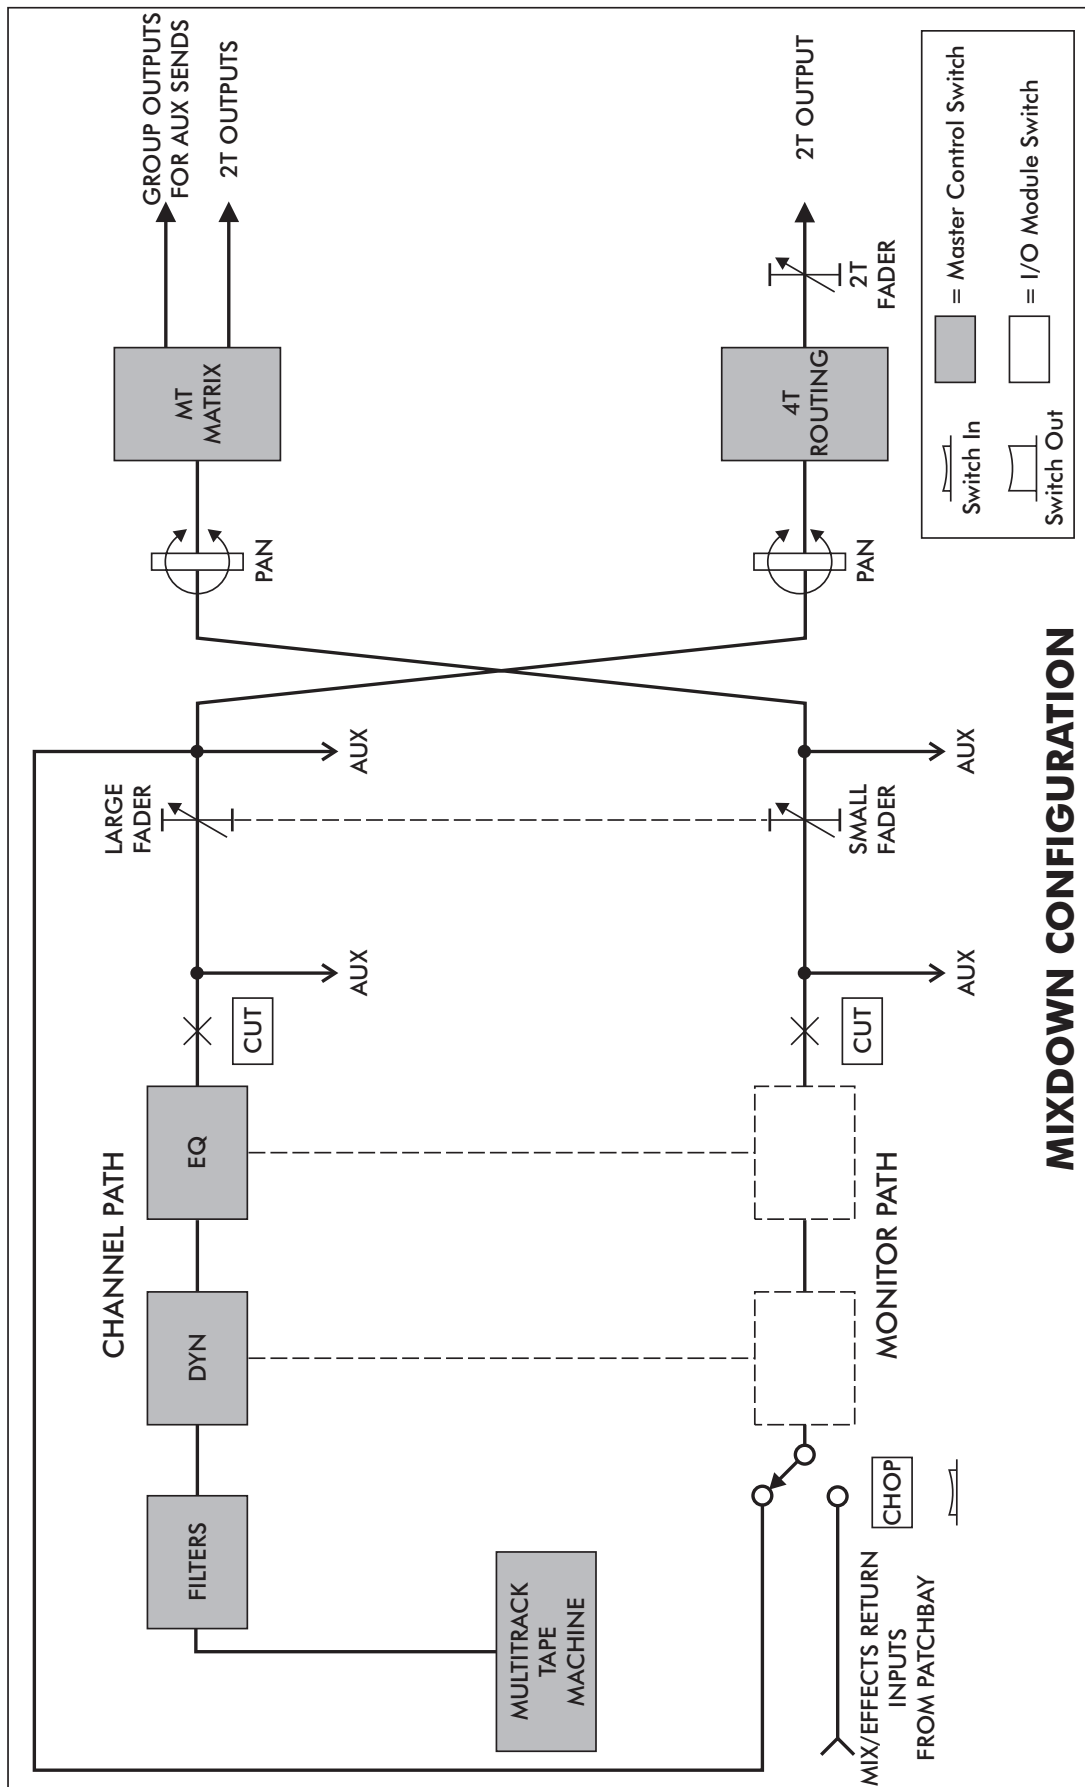 GROUP OUTPUTS
FOR AUX SENDS
2T OUTPUTS
MT
MATRIX
PAN
LARGE
FADER
AUX
AUX
CUT
CHANNEL PATH
EQ
DYN
FILTERS
MULTITRACK
TAPE
MACHINE
2T OUTPUT
2T
FADER
4T
ROUTING
PAN
SMALL
FADER
AUX
AUX
CUT
MONITOR PATH
CHOP
MIX/EFFECTS RETURN
INPUTS
FROM PATCHBAY
Switch In
= Master Control Switch
Switch Out
= I/O Module Switch
MIXDOWN CONFIGURATION